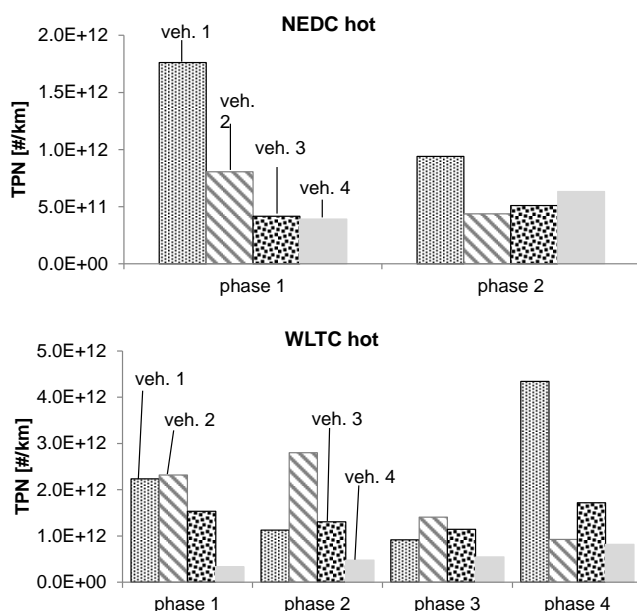 NEDC hot
TPN [#/km]
2.0E+12
1.5E+12
1.0E+12
5.0E+11
0.0E+00
veh. 1
veh.
2
veh. 3
veh. 4
phase 1 phase 2
WLTC hot
TPN [#/km]
5.0E+12
4.0E+12
3.0E+12
2.0E+12
1.0E+12
0.0E+00
veh. 1
veh. 2
veh. 3
veh. 4
phase 1 phase 2 phase 3 phase 4